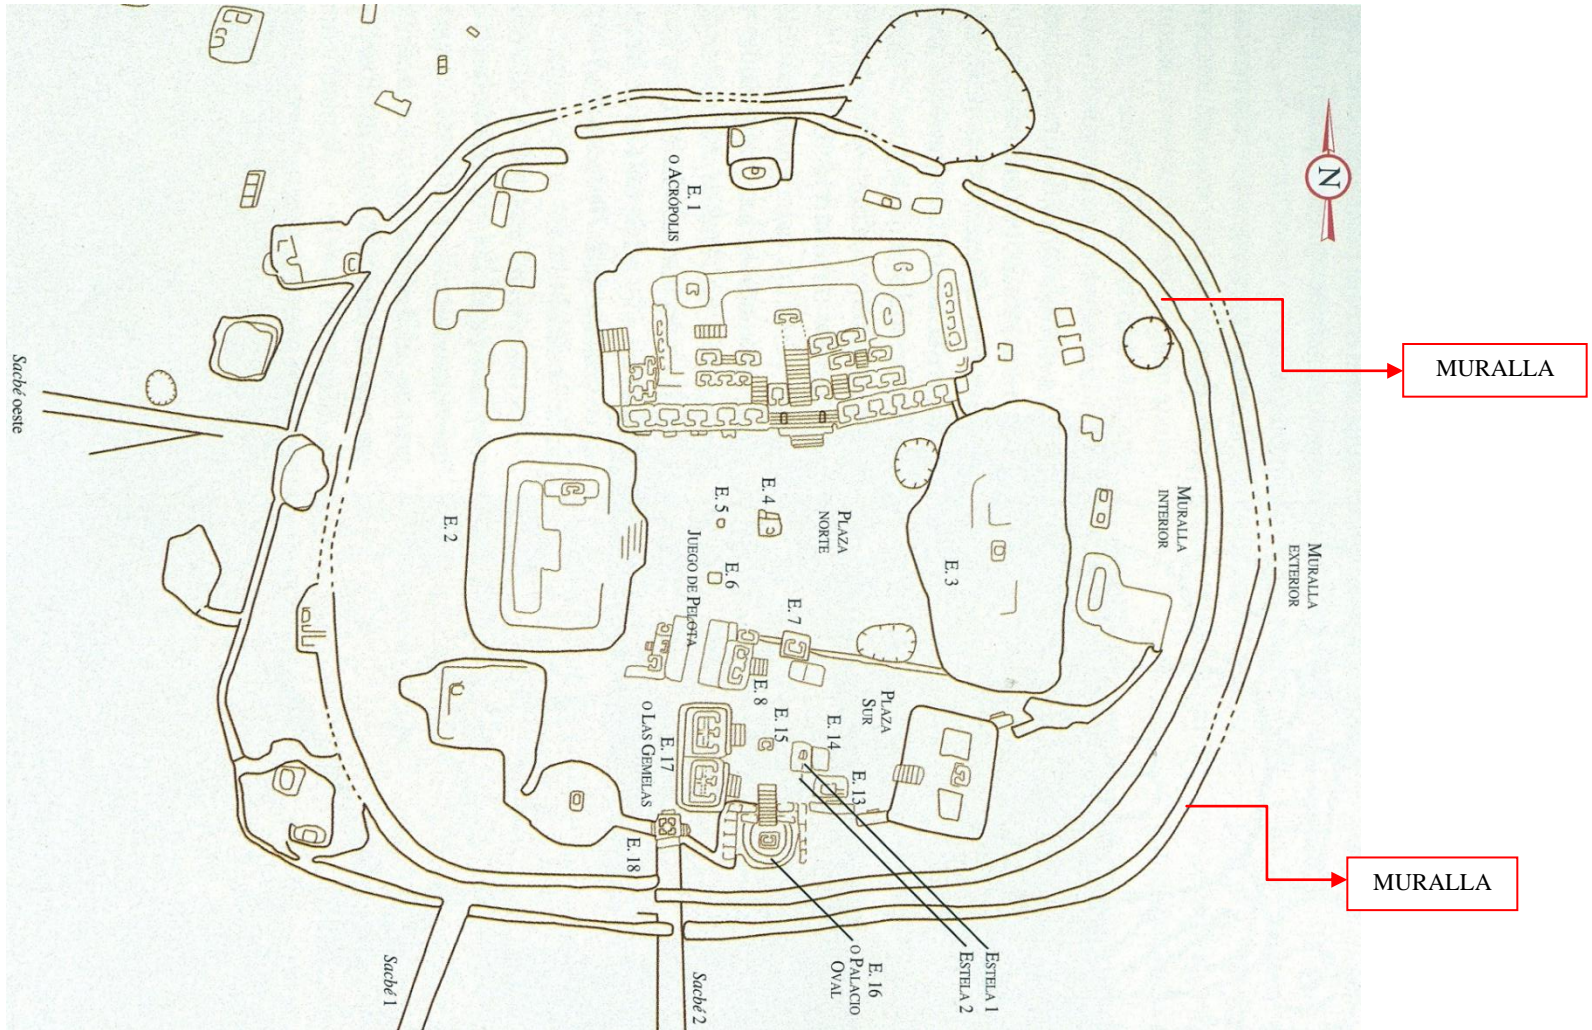 E. 1
O ACRÓPOLIS
N
MURALLA
Sacbé oeste
E. 2
E. 5
E. 4
PLAZA
NORTE
E. 6
JUEGO DE PELOTA
E. 7
E. 3
MURALLA
INTERIOR
MURALLA
EXTERIOR
E. 8
PLAZA
SUR
E. 17
O LAS GEMELAS
E. 15
E. 14
E. 13
E. 18
MURALLA
E. 16
O PALACIO
OVAL
ESTELA 1
ESTELA 2
Sacbé 1
Sacbé 2